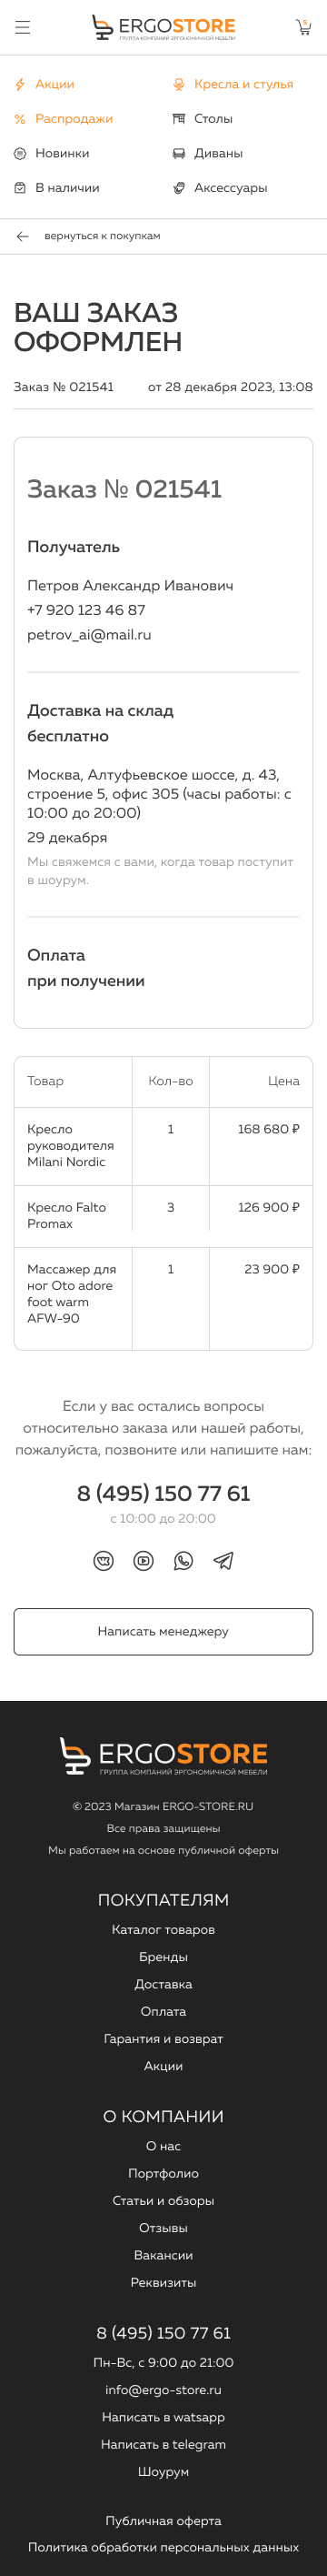 ERGOSTORE
ГРУППА КОМПАНИЙ ЭРГОНОМИЧНОЙ МЕБЕЛИ
Акции
Кресла и стулья
Распродажи
Столы
Новинки
Диваны
В наличии
Аксессуары
вернуться к покупкам
ВАШ ЗАКАЗ
ОФОРМЛЕН
Заказ № 021541
от 28 декабря 2023, 13:08
Заказ № 021541
Получатель
Петров Александр Иванович
+7 920 123 46 87
petrov_ai@mail.ru
Доставка на склад
бесплатно
Москва, Алтуфьевское шоссе, д. 43,
строение 5, офис 305 (часы работы: с
10:00 до 20:00)
29 декабря
Мы свяжемся с вами, когда товар поступит
в шоурум.
Оплата
при получении
Товар Кол-во Цена
Кресло 1 168 680 ₽
руководителя
Milani Nordic
Кресло Falto 3 126 900 ₽
Promax
Массажер для 1 23 900 ₽
ног Oto adore
foot warm
AFW-90
Если у вас остались вопросы
относительно заказа или нашей работы,
пожалуйста, позвоните или напишите нам:
8 (495) 150 77 61
с 10:00 до 20:00
Написать менеджеру
ERGOSTORE
ГРУППА КОМПАНИЙ ЭРГОНОМИЧНОЙ МЕБЕЛИ
© 2023 Магазин ERGO-STORE.RU
Все права защищены
Мы работаем на основе публичной оферты
ПОКУПАТЕЛЯМ
Каталог товаров
Бренды
Доставка
Оплата
Гарантия и возврат
Акции
О КОМПАНИИ
О нас
Портфолио
Статьи и обзоры
Отзывы
Вакансии
Реквизиты
8 (495) 150 77 61
Пн-Вс, с 9:00 до 21:00
info@ergo-store.ru
Написать в watsapp
Написать в telegram
Шоурум
Публичная оферта
Политика обработки персональных данных